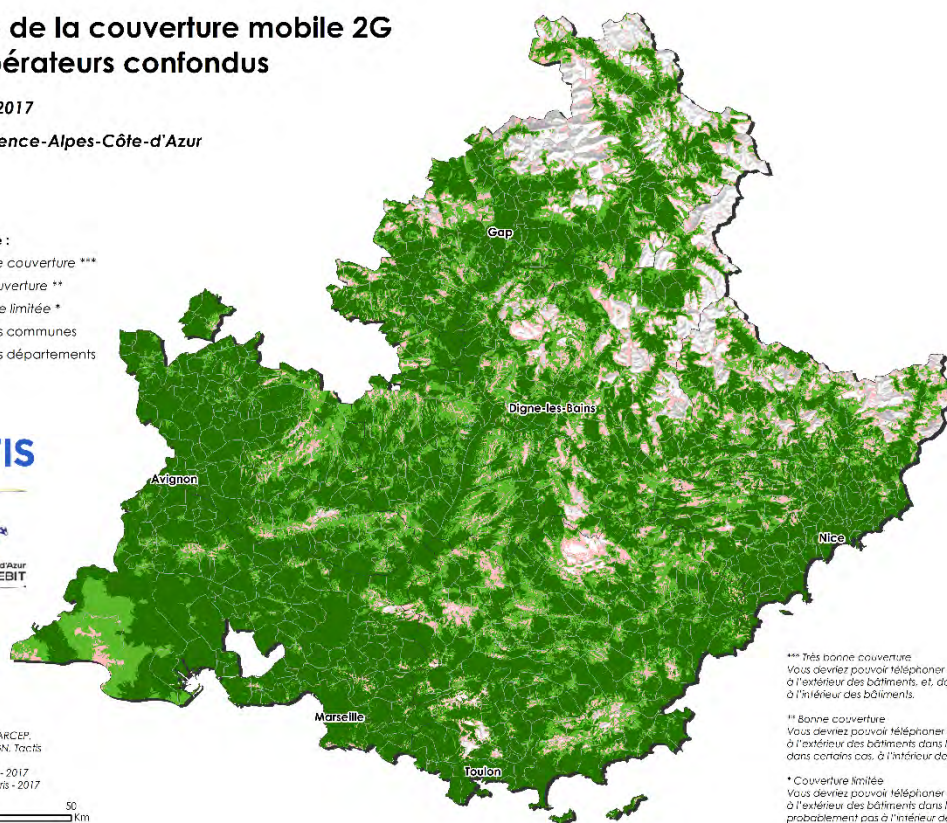 de la couverture mobile 2G
érateurs confondus
2017
ence-Alpes-Côte-d'Azur
e :
e couverture ***
uverture **
e limitée *
s communes
s départements
TIS
d'Azur
EBIT
Gap
Digne-les-Bains
Avignon
Nice
Marseille
Toulon
*** Très bonne couverture
Vous devriez pouvoir téléphoner
à l'extérieur des bâtiments, et, da
à l'intérieur des bâtiments.
** Bonne couverture
Vous devriez pouvoir téléphoner
à l'extérieur des bâtiments dans l
dans certains cas, à l'intérieur de
* Couverture limitée
Vous devriez pouvoir téléphoner
à l'extérieur des bâtiments dans l
probablement pas à l'intérieur de
ARCEP,
GN, Tactis
- 2017
ris - 2017
50
Km